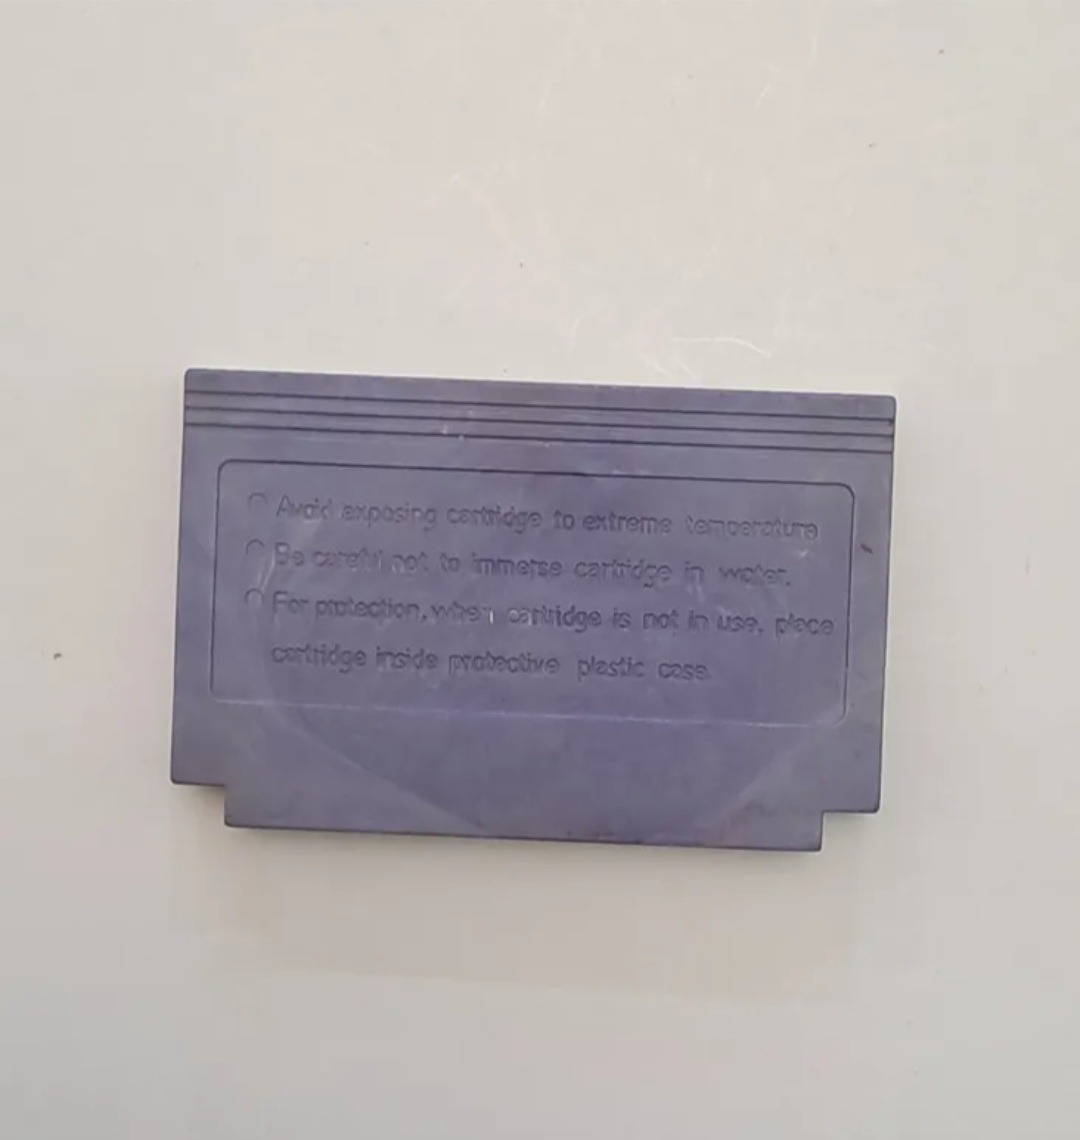 Avoid exposing cartridge to extreme temperature
Be careful not to immerse cartridge in water.
For protection, when cartridge is not in use, place
cartridge inside protective plastic case.